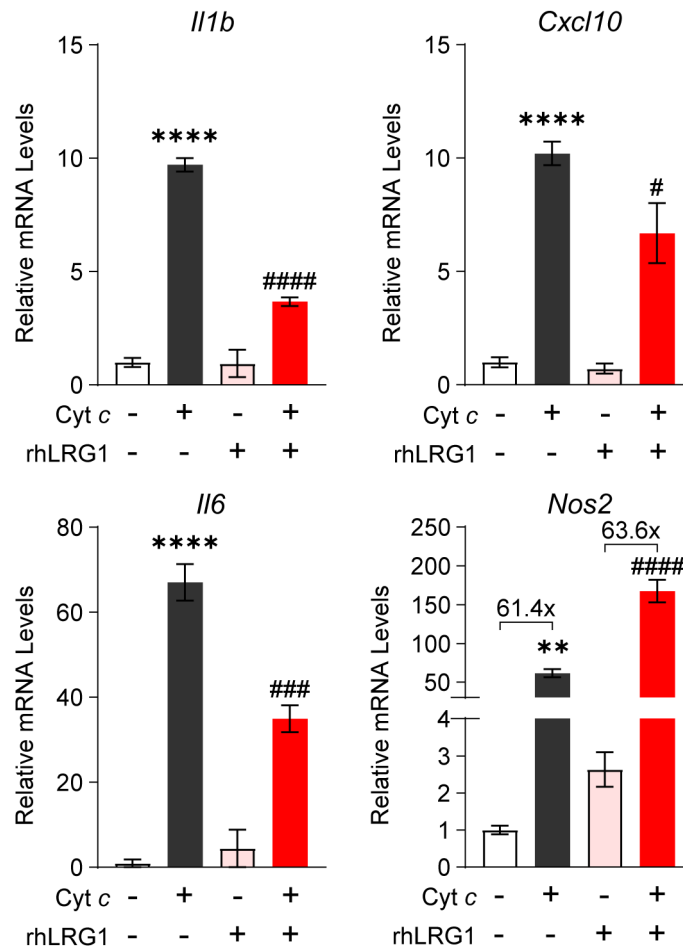 Il1b
Relative mRNA Levels
15
10
5
0
****
####
Cyt c - + - +
rhLRG1 - - + +
Cxcl10
Relative mRNA Levels
15
10
5
0
****
#
Cyt c - + - +
rhLRG1 - - + +
Il6
Relative mRNA Levels
80
60
40
20
0
****
###
Cyt c - + - +
rhLRG1 - - + +
Nos2
Relative mRNA Levels
250
200
150
100
50
4
3
2
1
0
63.6x
####
61.4x
**
Cyt c - + - +
rhLRG1 - - + +